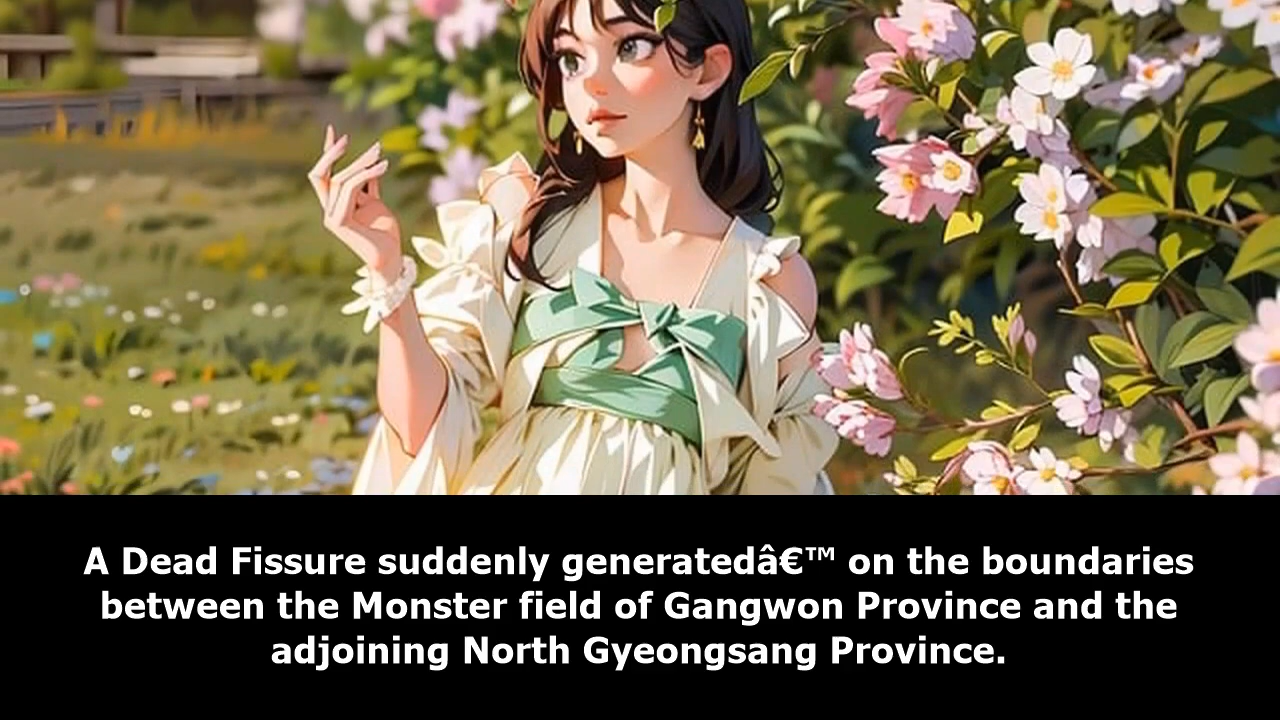 A Dead Fissure suddenly generatedâ€™ on the boundaries
between the Monster field of Gangwon Province and the
adjoining North Gyeongsang Province.